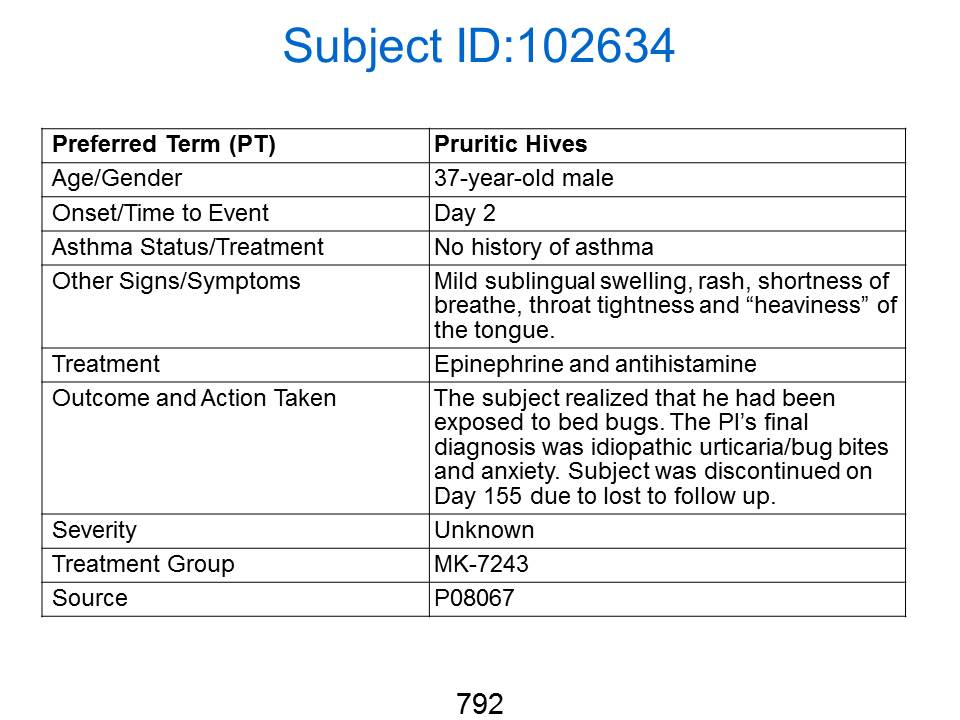 Subject ID:102634
Preferred Term (PT) Pruritic Hives
Age/Gender 37-year-old male
Onset/Time to Event Day 2
Asthma Status/Treatment No history of asthma
Other Signs/Symptoms Mild sublingual swelling, rash, shortness of
breathe, throat tightness and “heaviness” of
the tongue.
Treatment Epinephrine and antihistamine
Outcome and Action Taken The subject realized that he had been
exposed to bed bugs. The PI’s final
diagnosis was idiopathic urticaria/bug bites
and anxiety. Subject was discontinued on
Day 155 due to lost to follow up.
Severity Unknown
Treatment Group MK-7243
Source P08067
792